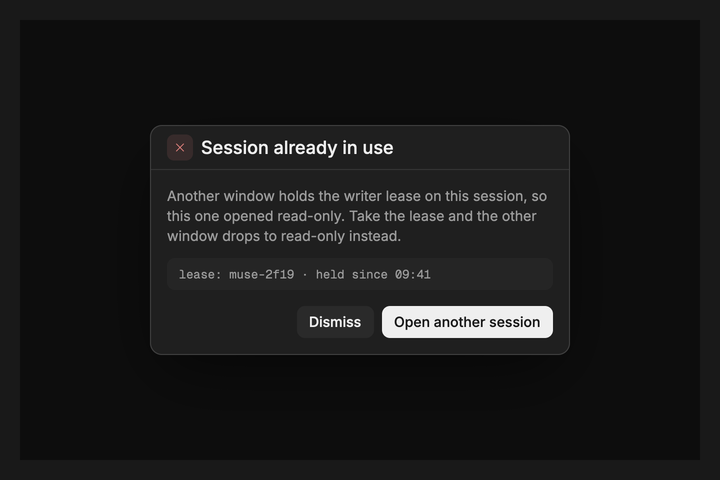 Session already in use
Another window holds the writer lease on this session, so
this one opened read-only. Take the lease and the other
window drops to read-only instead.
lease: muse-2f19 · held since 09:41
Dismiss
Open another session